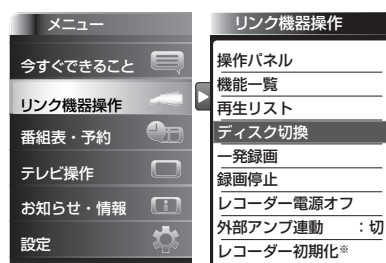 メニュー
今すぐできること
リンク機器操作
番組表・予約
テレビ操作
お知らせ・情報
設定
リンク機器操作
操作パネル
機能一覧
再生リスト
ディスク切換
一発録画
録画停止
レコーダー電源オフ
外部アンプ連動　：切
レコーダー初期化※